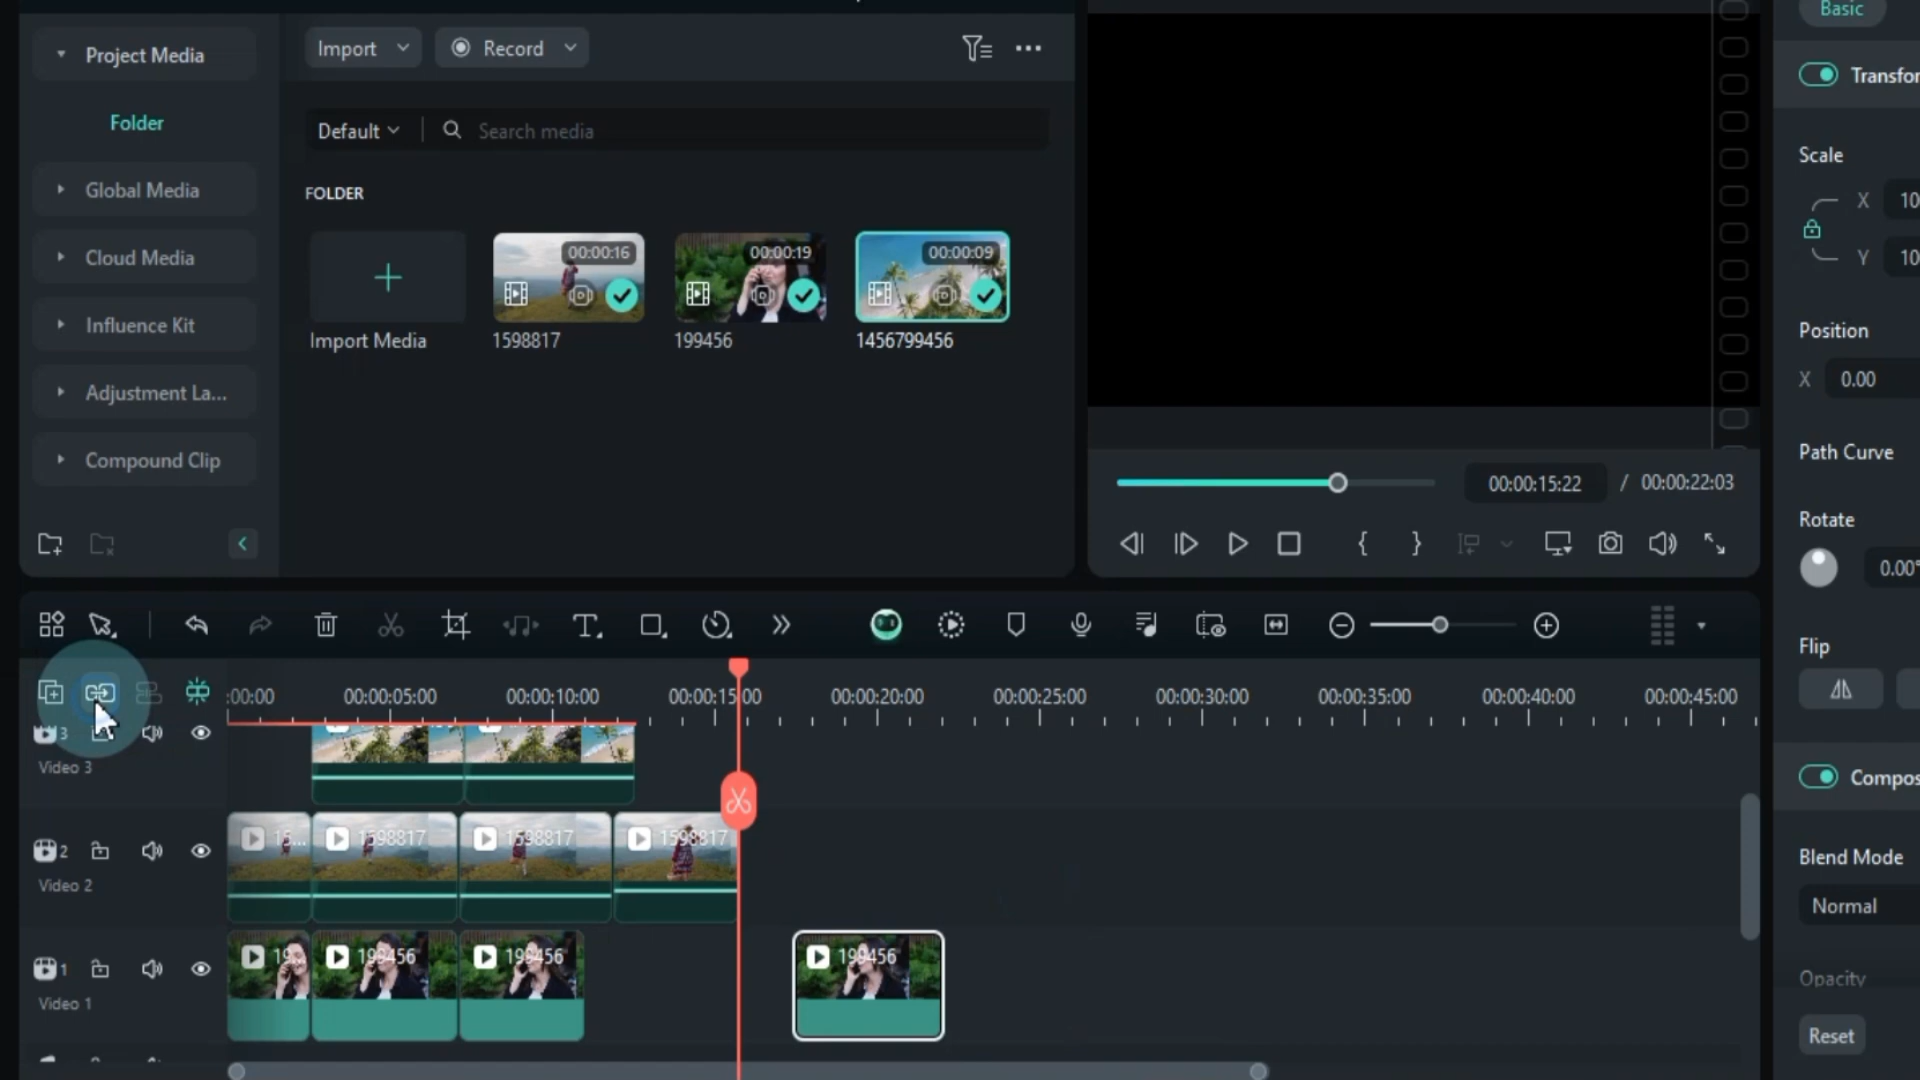 Project Media
Folder
Global Media
Cloud Media
Influence Kit
Adjustment La...
Compound Clip
Import
Record
Default
Search media
FOLDER
Import Media
00:00:16
1598817
00:00:19
199456
00:00:09
1456799456
00:00:15:22 / 00:00:22:03
Basic
Transfor
Scale
X 10
Y 10
Position
X 0.00
Path Curve
Rotate
0.00°
Flip
Compos
Blend Mode
Normal
Opacity
Reset
:00:00 00:00:05:00 00:00:10:00 00:00:15:00 00:00:20:00 00:00:25:00 00:00:30:00 00:00:35:00 00:00:40:00 00:00:45:00
3
Video 3
2
Video 2
15... 1598817 1598817 1598817
1
Video 1
19... 199456 199456 199456